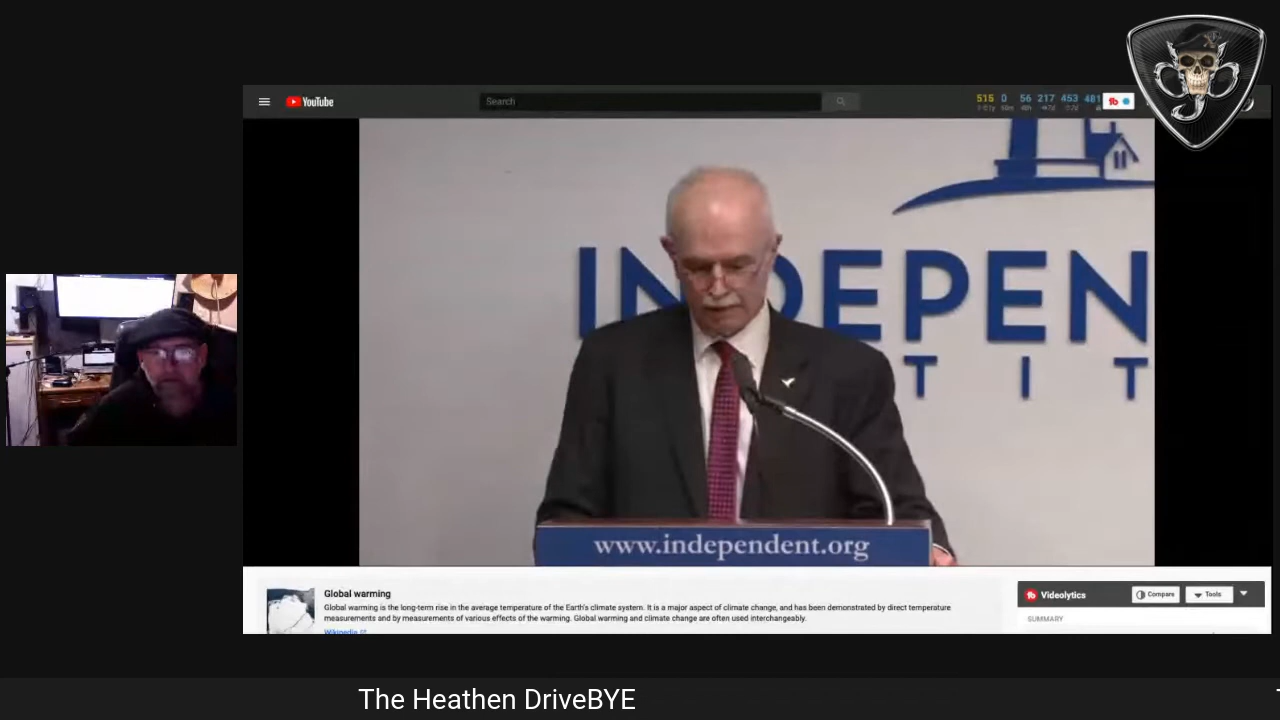 YouTube
Search
515 0 56 217 453 481
INDEPEN
T I T
www.independent.org
Global warming
Global warming is the long-term rise in the average temperature of the Earth's climate system. It is a major aspect of climate change, and has been demonstrated by direct temperature
measurements and by measurements of various effects of the warming. Global warming and climate change are often used interchangeably.
Wikipedia
Videolytics
Compare
Tools
SUMMARY
The Heathen DriveBYE